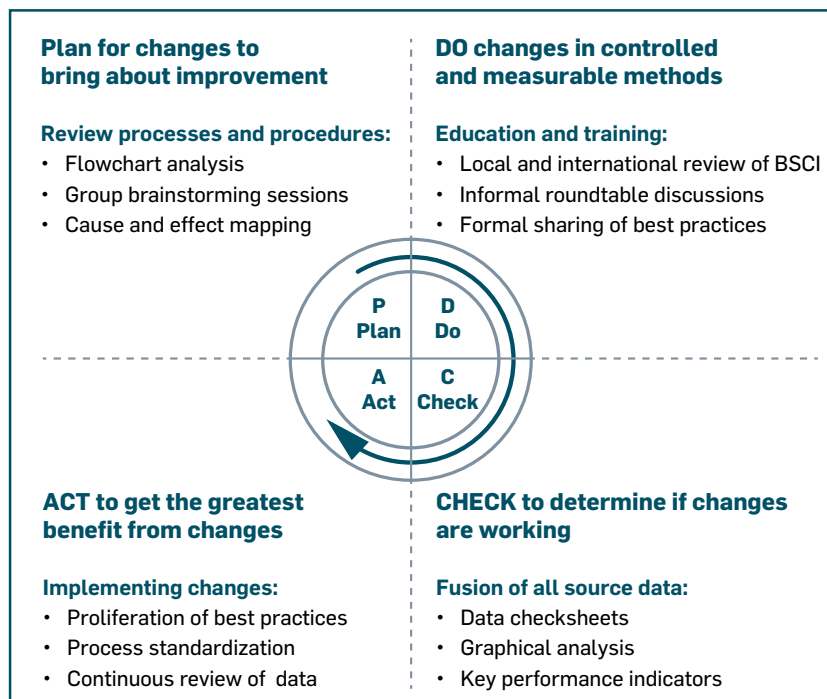 Plan for changes to
bring about improvement
Review processes and procedures:
• Flowchart analysis
• Group brainstorming sessions
• Cause and effect mapping
DO changes in controlled
and measurable methods
Education and training:
• Local and international review of BSCI
• Informal roundtable discussions
• Formal sharing of best practices
P
Plan
D
Do
A
Act
C
Check
ACT to get the greatest
benefit from changes
Implementing changes:
• Proliferation of best practices
• Process standardization
• Continuous review of data
CHECK to determine if changes
are working
Fusion of all source data:
• Data checksheets
• Graphical analysis
• Key performance indicators